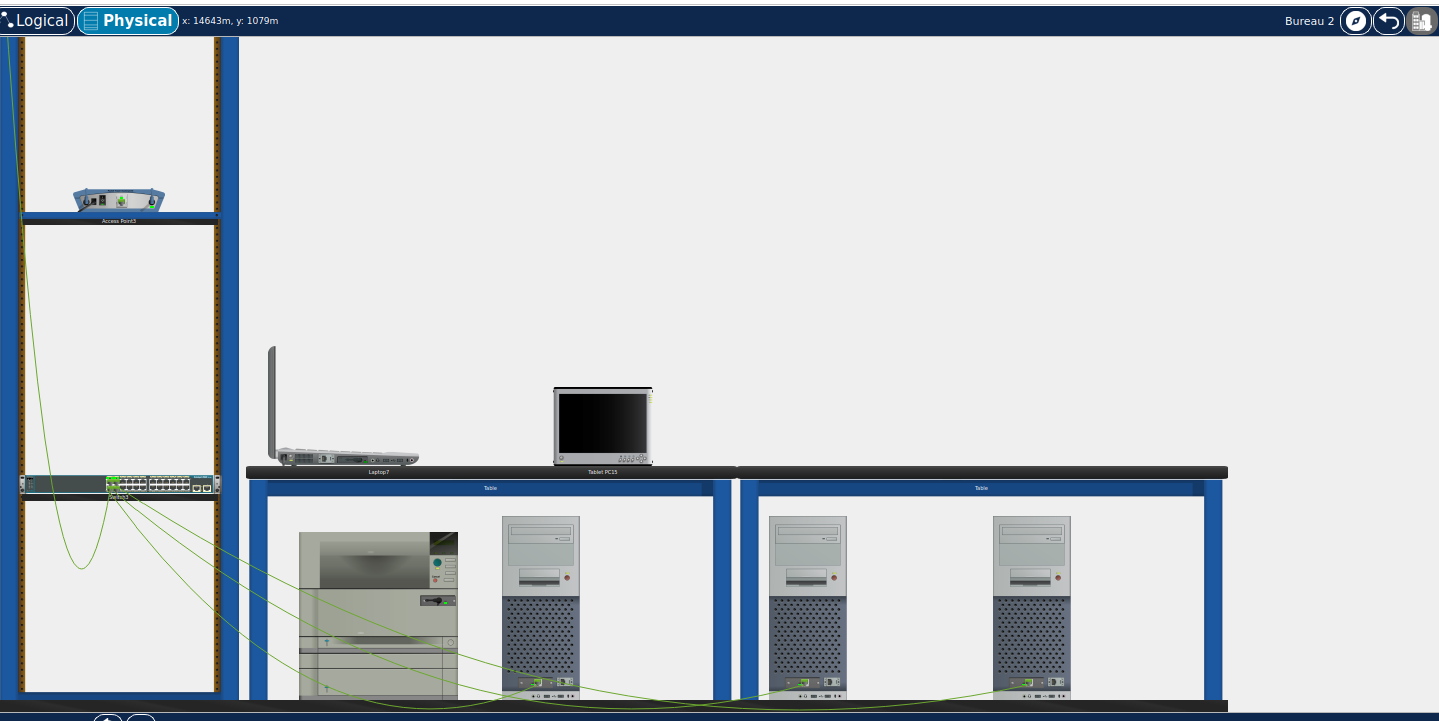 Logical
Physical
x: 14643m, y: 1079m
Bureau 2
Access Point3
Laptop7
Tablet PC15
Table
Table
Switch3